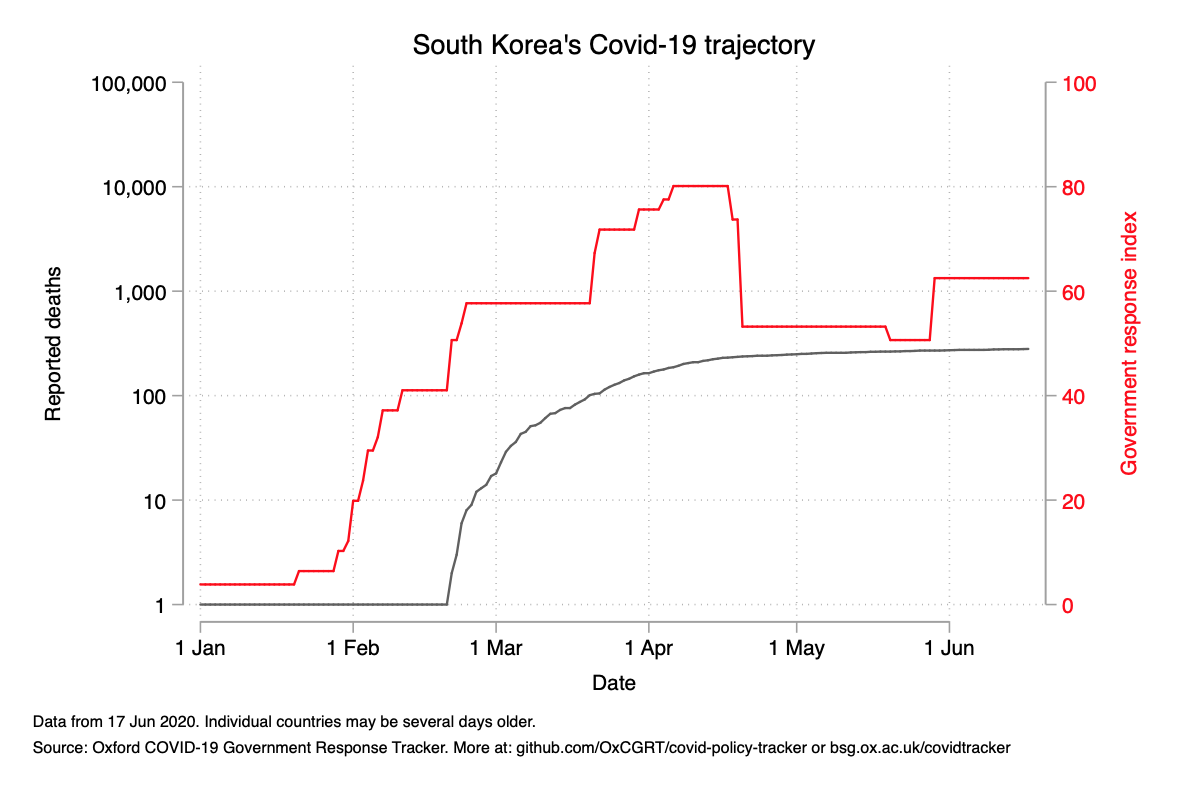 South Korea's Covid-19 trajectory
100,000
10,000
1,000
100
10
1
Reported deaths
100
80
60
40
20
0
Government response index
1 Jan 1 Feb 1 Mar 1 Apr 1 May 1 Jun
Date
Data from 17 Jun 2020. Individual countries may be several days older.
Source: Oxford COVID-19 Government Response Tracker. More at: github.com/OxCGRT/covid-policy-tracker or bsg.ox.ac.uk/covidtracker